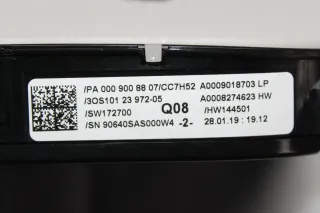 /PA 000 900 88 07/CC7H52 A0009018703 LP
/3OS101 23 972-05 A0008274623 HW
/SW172700 Q08 /HW144501
/SN 90640SAS000W4 -2- 28.01.19 : 19.12